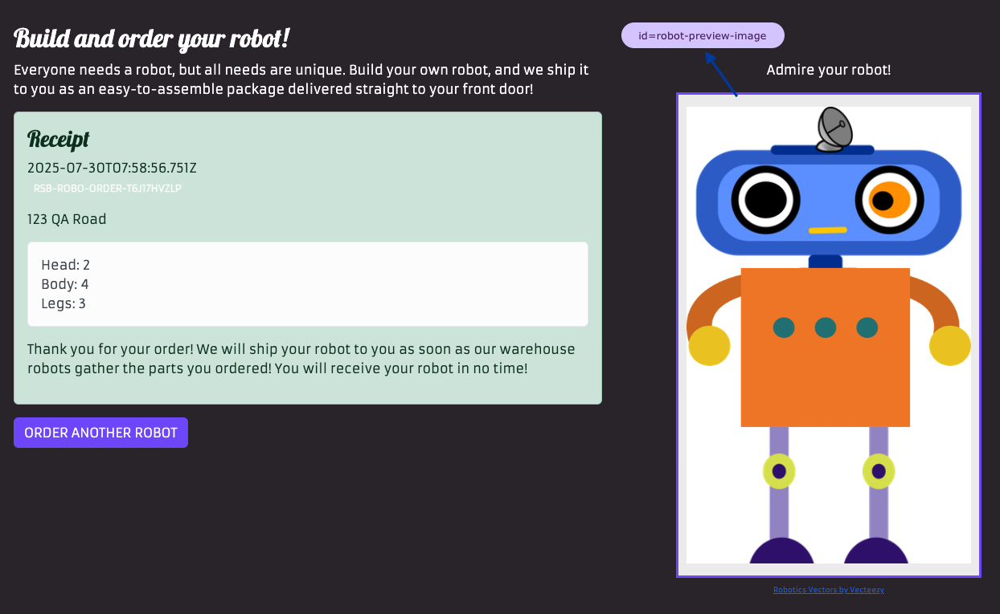 Build and order your robot!
Everyone needs a robot, but all needs are unique. Build your own robot, and we ship it
to you as an easy-to-assemble package delivered straight to your front door!
Receipt
2025-07-30T07:58:56.751Z
RSB-ROBO-ORDER-T6J17HVZLP
123 QA Road
Head: 2
Body: 4
Legs: 3
Thank you for your order! We will ship your robot to you as soon as our warehouse
robots gather the parts you ordered! You will receive your robot in no time!
ORDER ANOTHER ROBOT
id=robot-preview-image
Admire your robot!
Robotics Vectors by Vecteezy